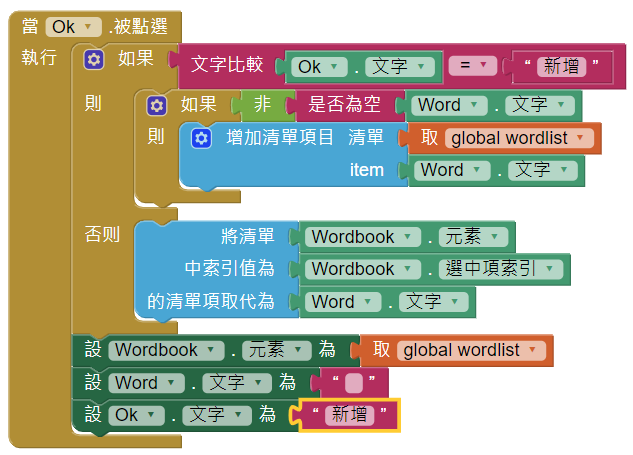 當 Ok .被點選
執行 如果 文字比較 Ok . 文字 = “ 新增 ”
則 如果 非 是否為空 Word . 文字
則 增加清單項目 清單 取 global wordlist
item Word . 文字
否則 將清單 Wordbook . 元素
中索引值為 Wordbook . 選中項索引
的清單項取代為 Word . 文字
設 Wordbook . 元素 為 取 global wordlist
設 Word . 文字 為 “ ”
設 Ok . 文字 為 “ 新增 ”